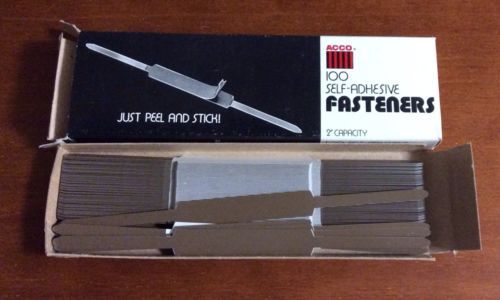 ACCO
100
SELF-ADHESIVE
FASTENERS
2" CAPACITY
JUST PEEL AND STICK!